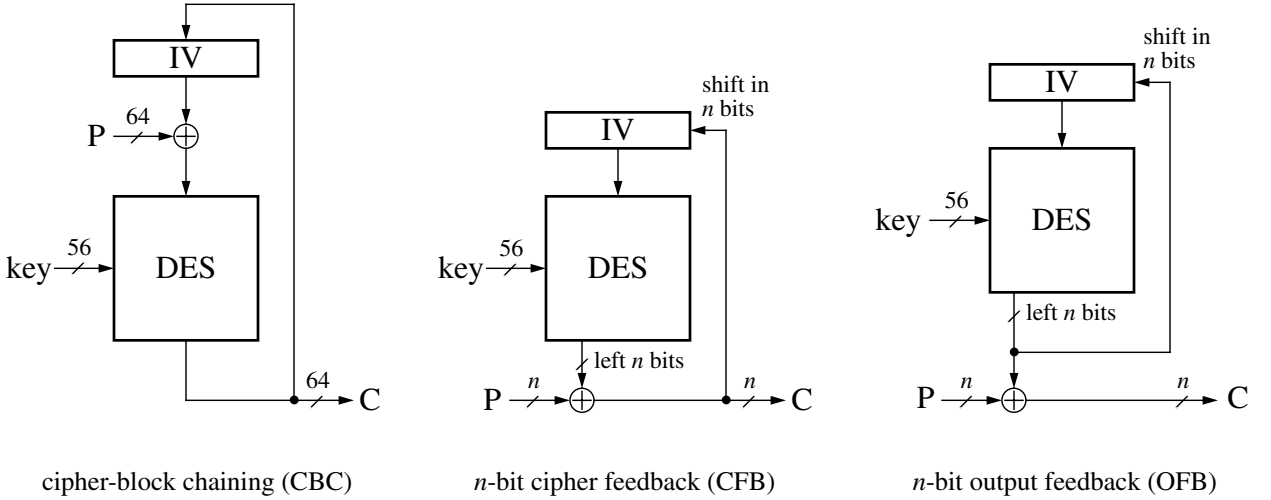 IV
P
64
key
56
DES
64
C
cipher-block chaining (CBC)
shift in
n bits
IV
key
56
DES
left n bits
P
n
n
C
n-bit cipher feedback (CFB)
shift in
n bits
IV
key
56
DES
left n bits
P
n
n
C
n-bit output feedback (OFB)